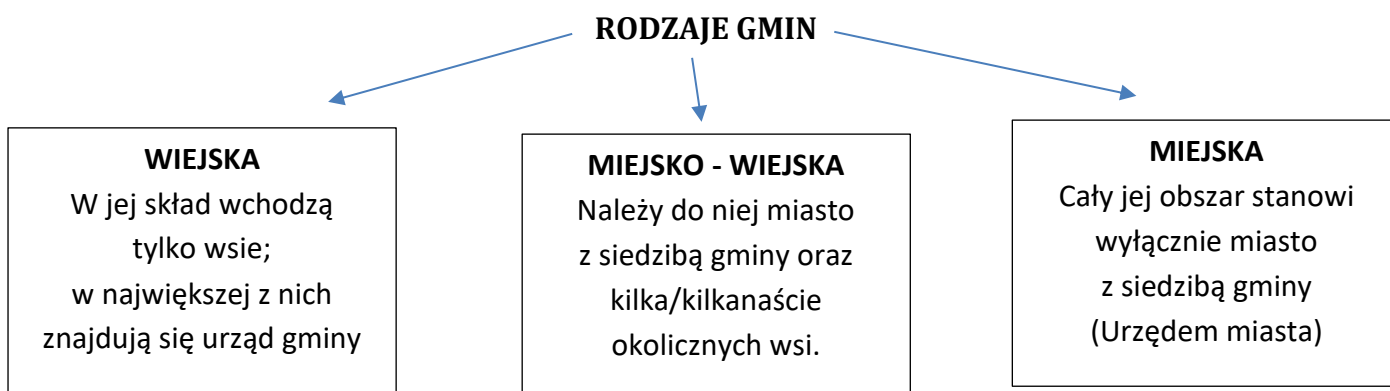 RODZAJE GMIN
WIEJSKA
W jej skład wchodzą
tylko wsie;
w największej z nich
znajdują się urząd gminy
MIEJSKO - WIEJSKA
Należy do niej miasto
z siedzibą gminy oraz
kilka/kilkanaście
okolicznych wsi.
MIEJSKA
Cały jej obszar stanowi
wyłącznie miasto
z siedzibą gminy
(Urzędem miasta)